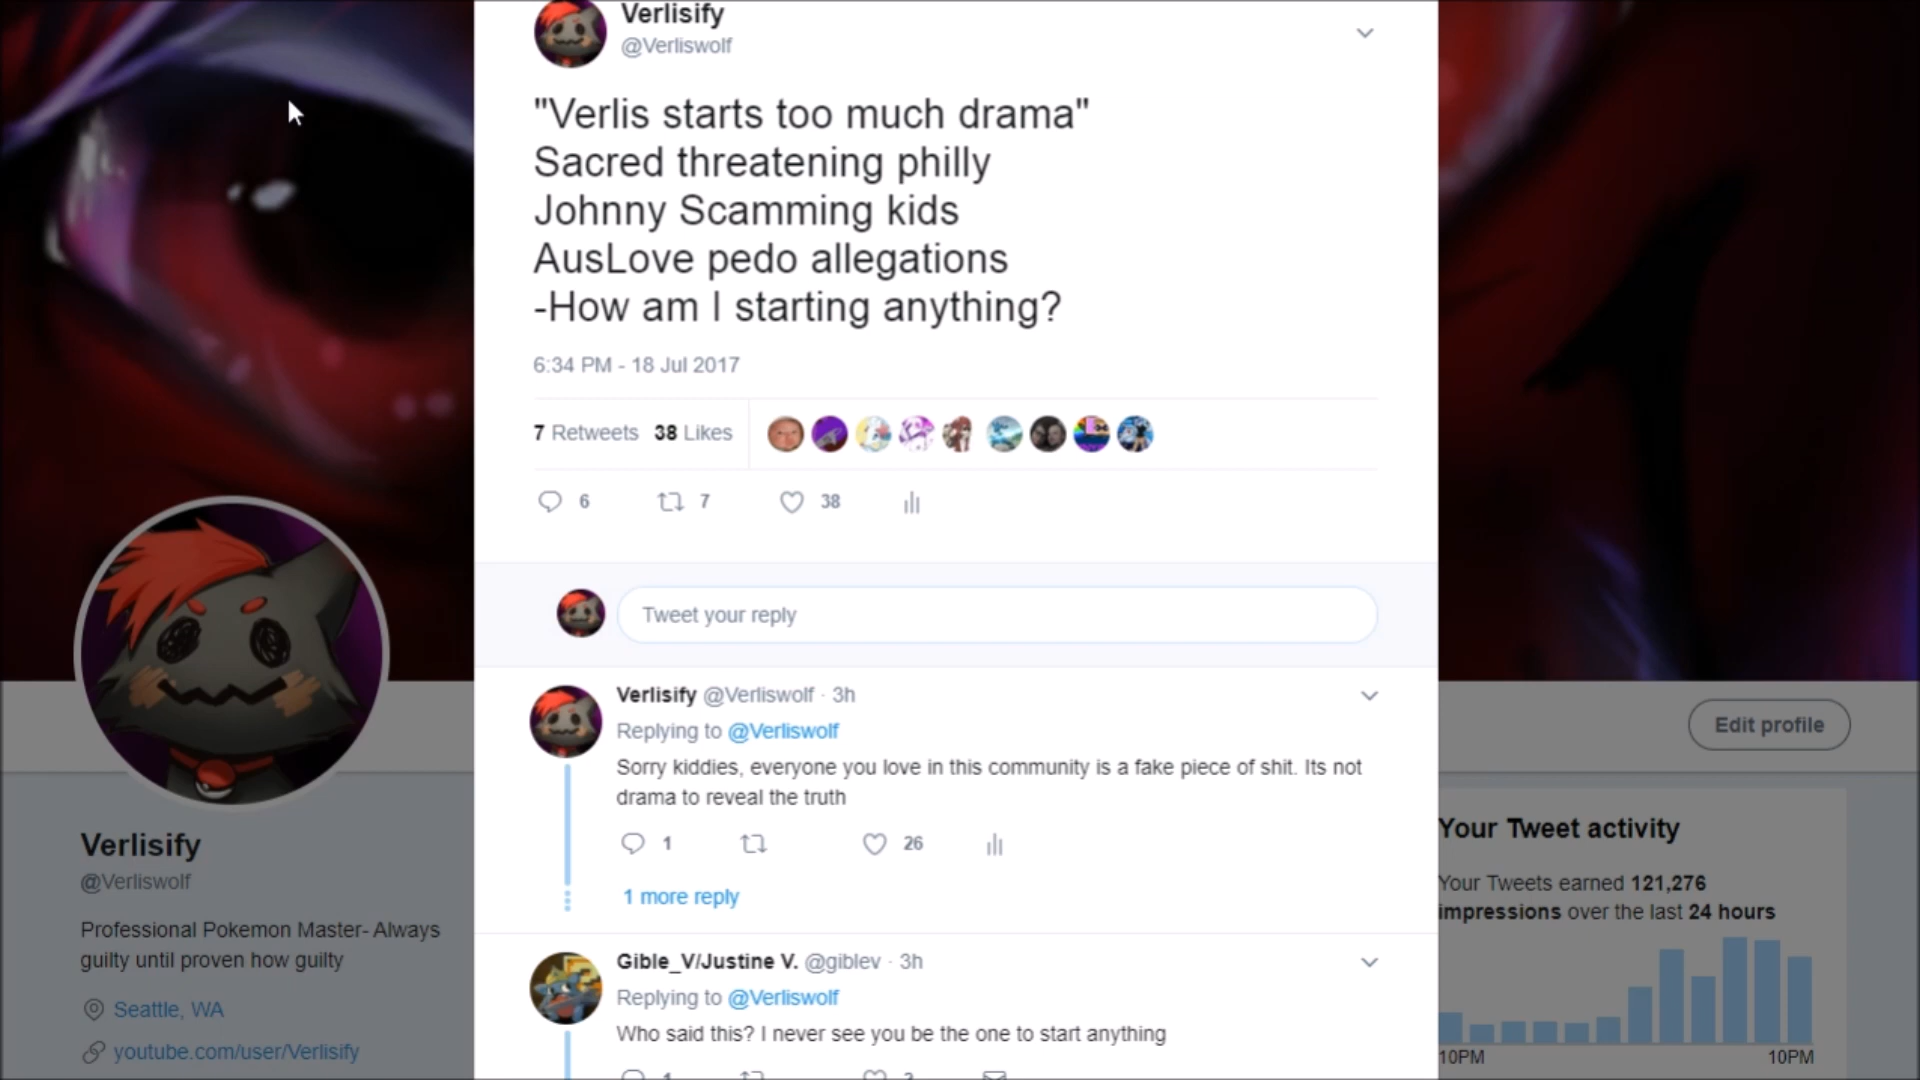 Verlisify
@Verliswolf
"Verlis starts too much drama"
Sacred threatening philly
Johnny Scamming kids
AusLove pedo allegations
-How am I starting anything?
6:34 PM - 18 Jul 2017
7 Retweets 38 Likes
6 7 38
Tweet your reply
Verlisify @Verliswolf · 3h
Replying to @Verliswolf
Sorry kiddies, everyone you love in this community is a fake piece of shit. Its not
drama to reveal the truth
1 26
1 more reply
Gible_V/Justine V. @giblev · 3h
Replying to @Verliswolf
Who said this? I never see you be the one to start anything
Verlisify
@Verliswolf
Professional Pokemon Master- Always
guilty until proven how guilty
Seattle, WA
youtube.com/user/Verlisify
Edit profile
Your Tweet activity
Your Tweets earned 121,276
impressions over the last 24 hours
10PM 10PM